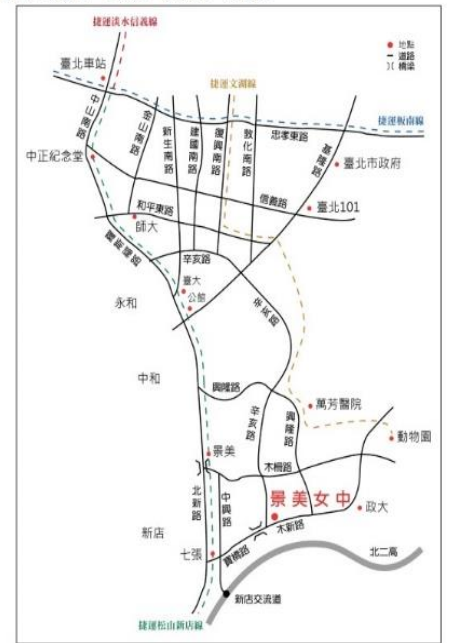 捷運淡水信義線
地點
道路
橋梁
臺北車站
捷運文湖線
捷運板南線
中山南路
金山南路
新生南路
建國南路
復興南路
敦化南路
忠孝東路
基隆路
中正紀念堂
臺北市政府
信義路
和平東路
臺北101
師大
羅斯福路
辛亥路
臺大
公館
永和
辛亥路
中和
興隆路
萬芳醫院
辛亥路
興隆路
動物園
景美
木柵路
北新路
中興路
景美女中
政大
木新路
新店
七張
寶橋路
北二高
新店交流道
捷運松山新店線